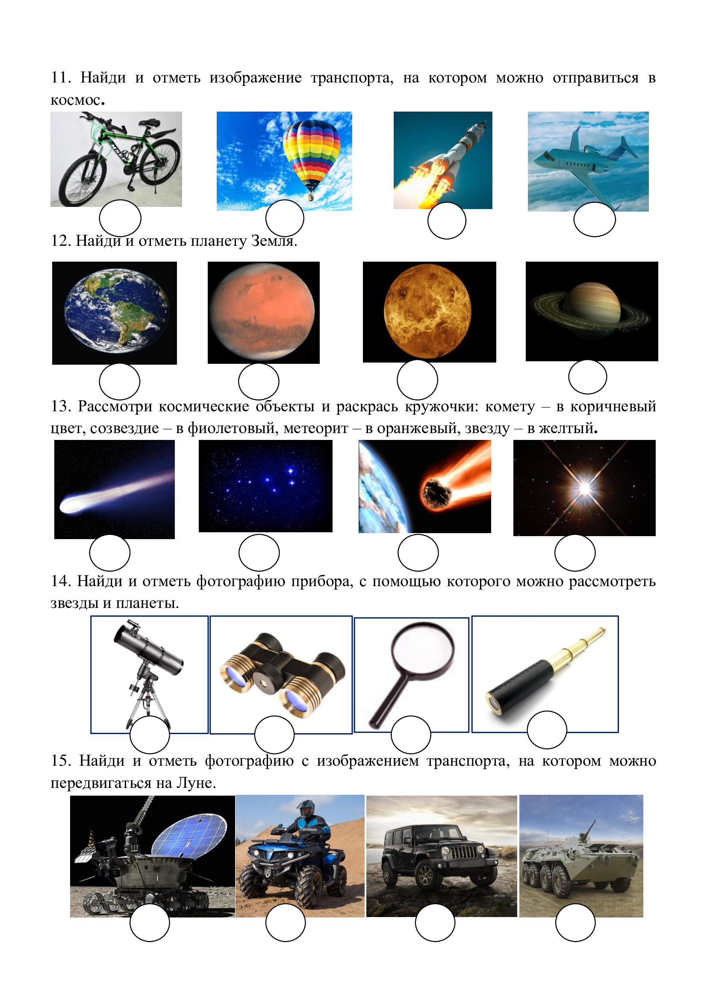 11. Найди и отметь изображение транспорта, на котором можно отправиться в
космос.
12. Найди и отметь планету Земля.
13. Рассмотри космические объекты и раскрась кружочки: комету – в коричневый
цвет, созвездие – в фиолетовый, метеорит – в оранжевый, звезду – в желтый.
14. Найди и отметь фотографию прибора, с помощью которого можно рассмотреть
звезды и планеты.
15. Найди и отметь фотографию с изображением транспорта, на котором можно
передвигаться на Луне.